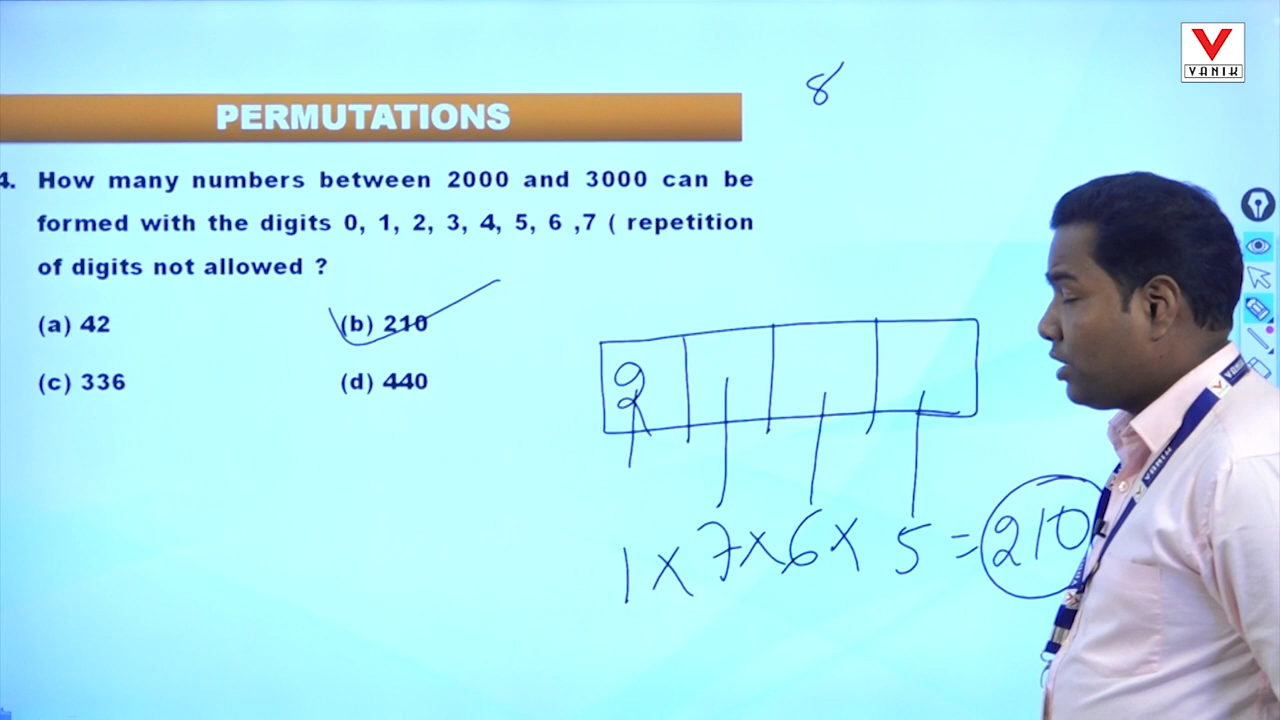 VANIK
8
PERMUTATIONS
4. How many numbers between 2000 and 3000 can be
formed with the digits 0, 1, 2, 3, 4, 5, 6 ,7 ( repetition
of digits not allowed ?
(a) 42
(b) 210
(c) 336
(d) 440
2
1 x 7 x 6 x 5 = 210
VANIK